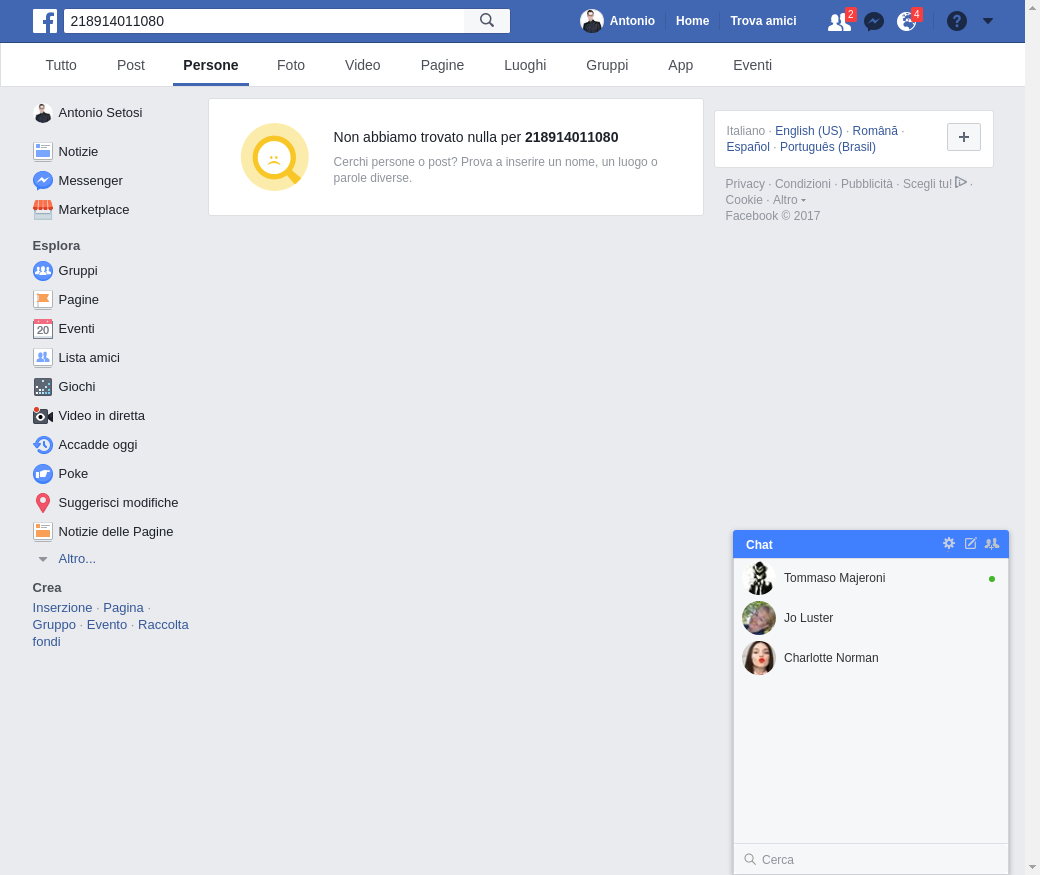 218914011080
Antonio
Home
Trova amici
2
4
Tutto
Post
Persone
Foto
Video
Pagine
Luoghi
Gruppi
App
Eventi
Antonio Setosi
Notizie
Messenger
Marketplace
Esplora
Gruppi
Pagine
20
Eventi
Lista amici
Giochi
Video in diretta
Accadde oggi
Poke
Suggerisci modifiche
Notizie delle Pagine
Altro...
Crea
Inserzione · Pagina ·
Gruppo · Evento · Raccolta
fondi
Non abbiamo trovato nulla per 218914011080
Cerchi persone o post? Prova a inserire un nome, un luogo o
parole diverse.
Italiano · English (US) · Română ·
Español · Português (Brasil)
Privacy · Condizioni · Pubblicità · Scegli tu! ·
Cookie · Altro
Facebook © 2017
Chat
Tommaso Majeroni
Jo Luster
Charlotte Norman
Cerca